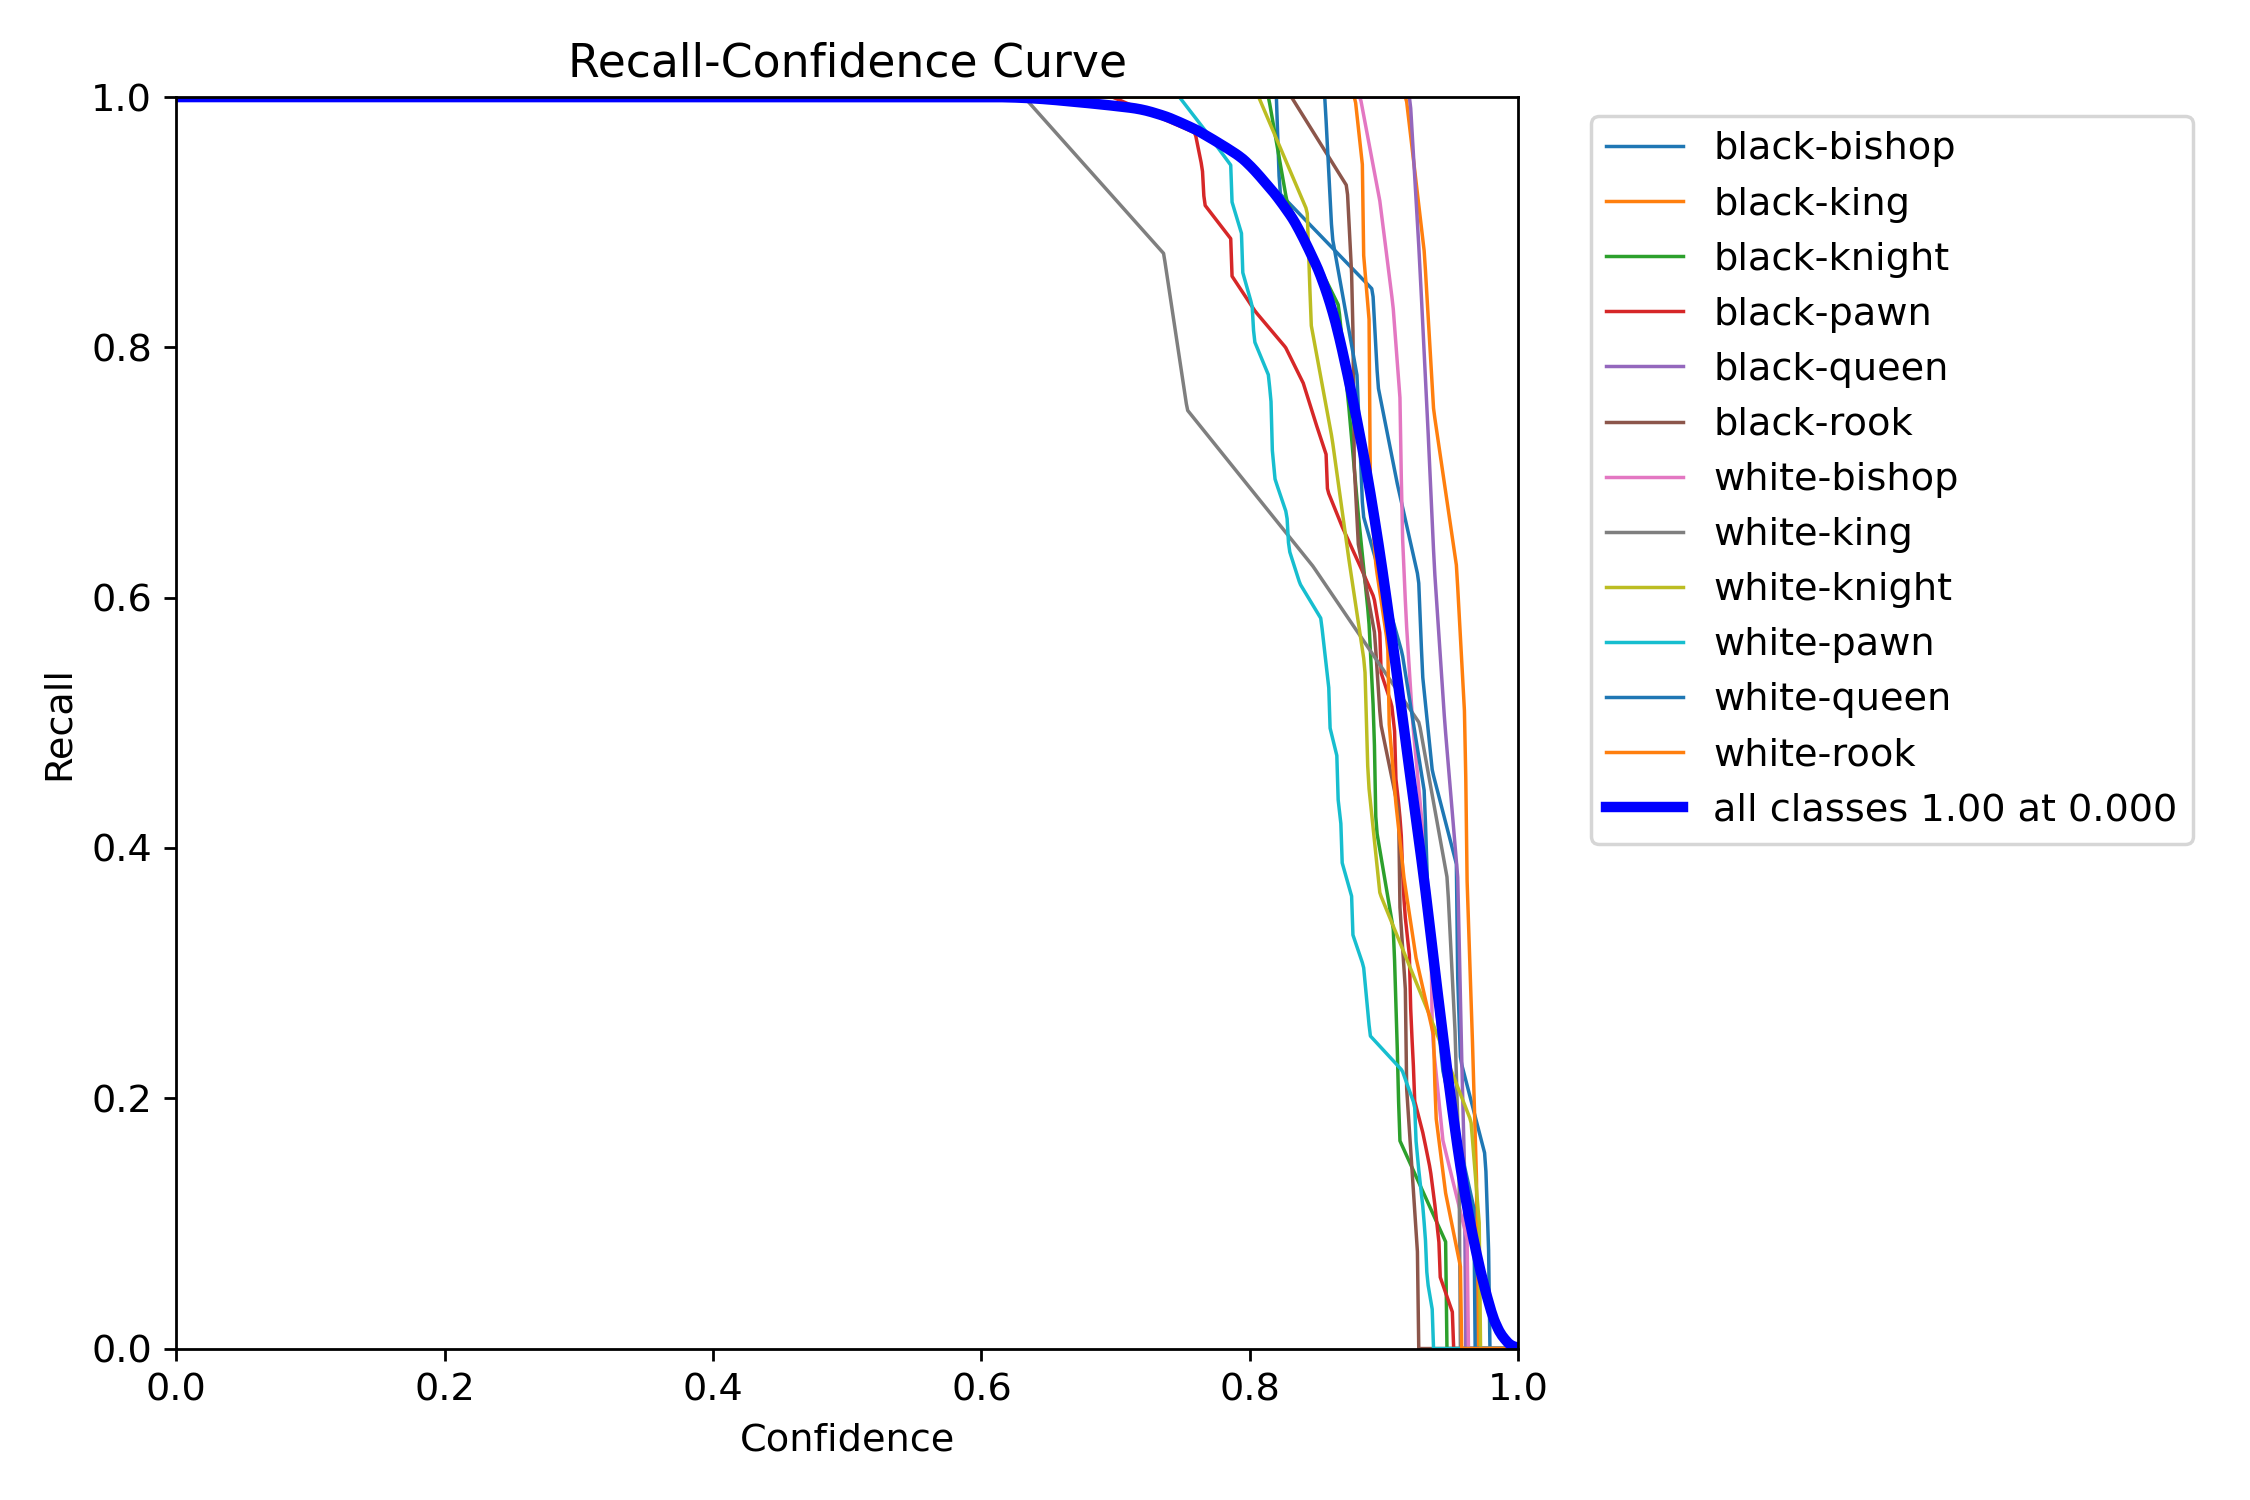 Recall-Confidence Curve
1.0
0.8
0.6
0.4
0.2
0.0
Recall
0.0 0.2 0.4 0.6 0.8 1.0
Confidence
black-bishop
black-king
black-knight
black-pawn
black-queen
black-rook
white-bishop
white-king
white-knight
white-pawn
white-queen
white-rook
all classes 1.00 at 0.000